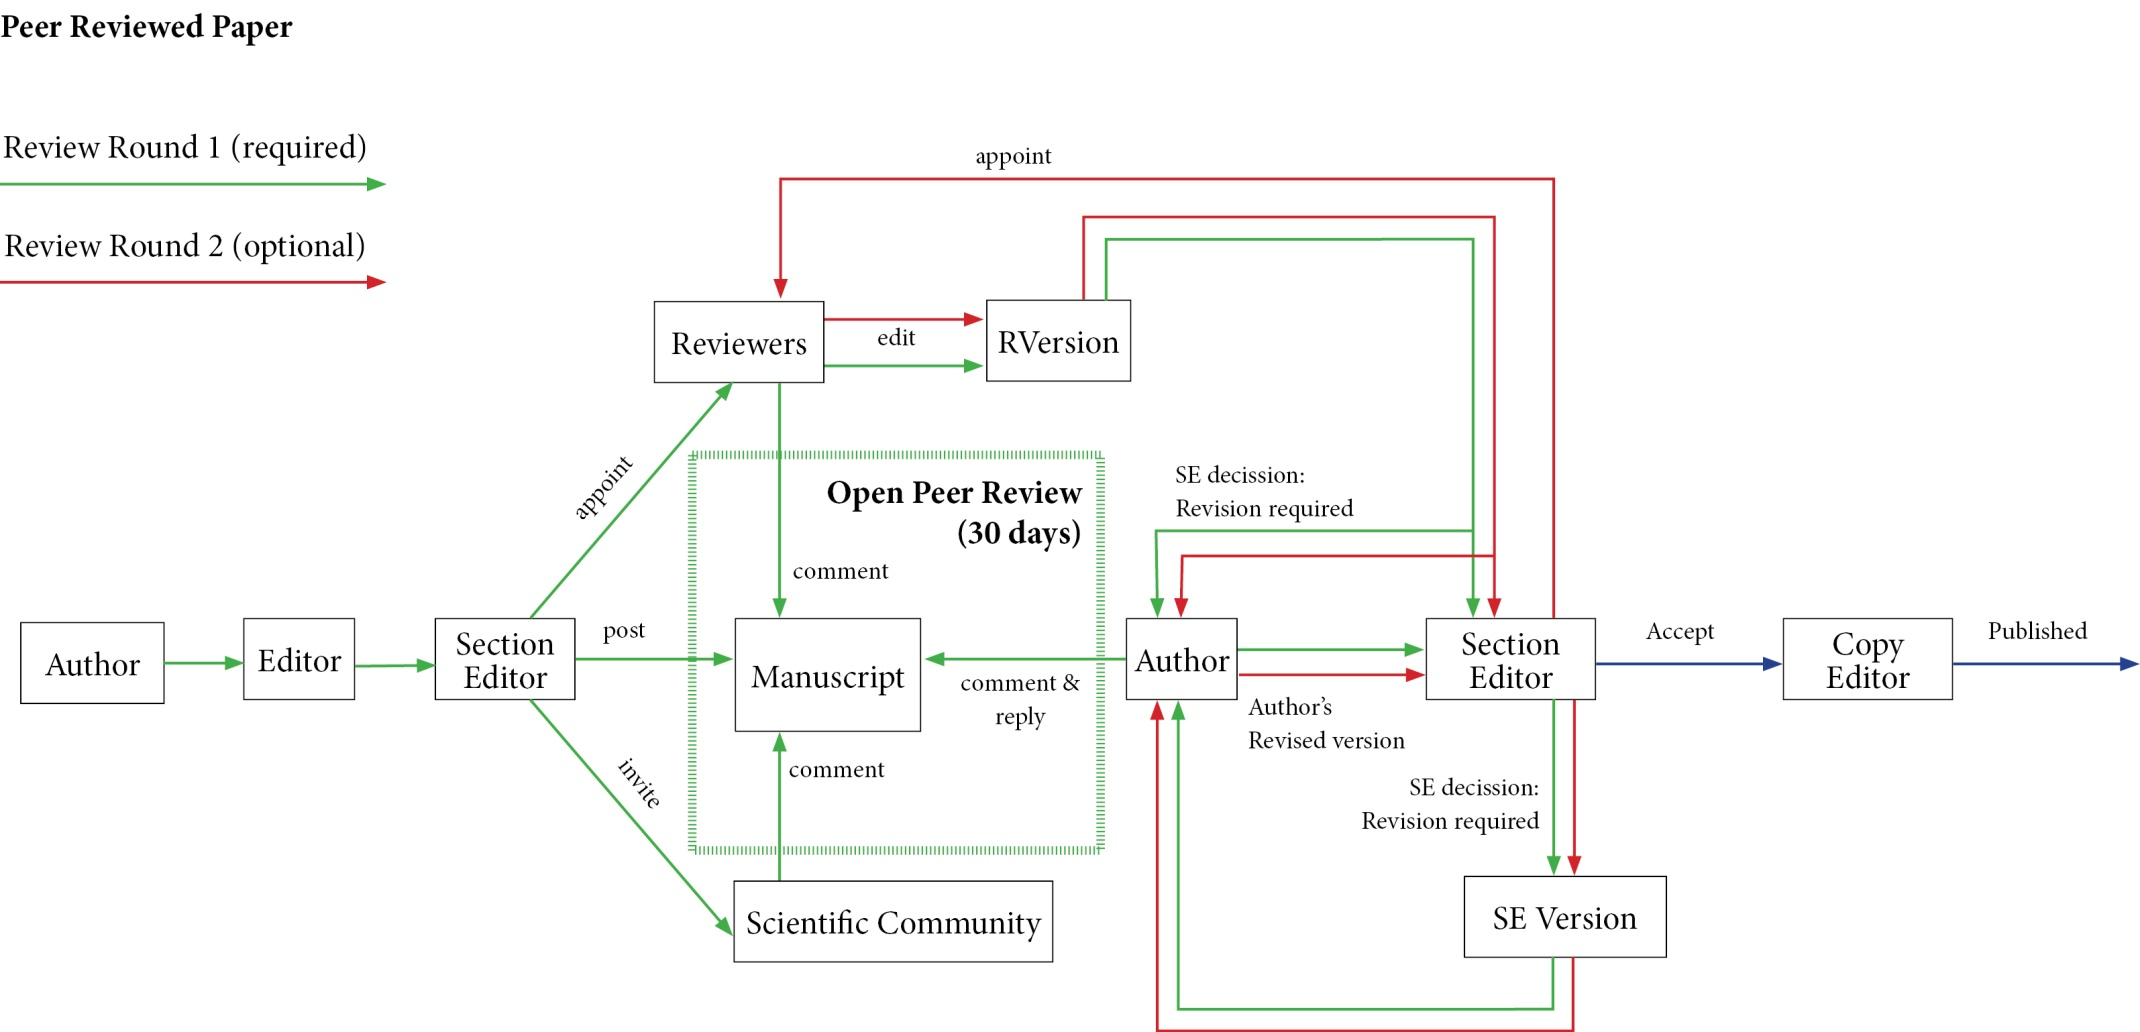 Peer Reviewed Paper
Review Round 1 (required)
Review Round 2 (optional)
appoint
Reviewers
edit
RVersion
appoint
Open Peer Review
(30 days)
SE decission:
Revision required
comment
Author
Editor
Section
Editor
post
Manuscript
comment &
reply
Author
Author's
Revised version
Section
Editor
Accept
Copy
Editor
Published
invite
comment
SE decission:
Revision required
Scientific Community
SE Version